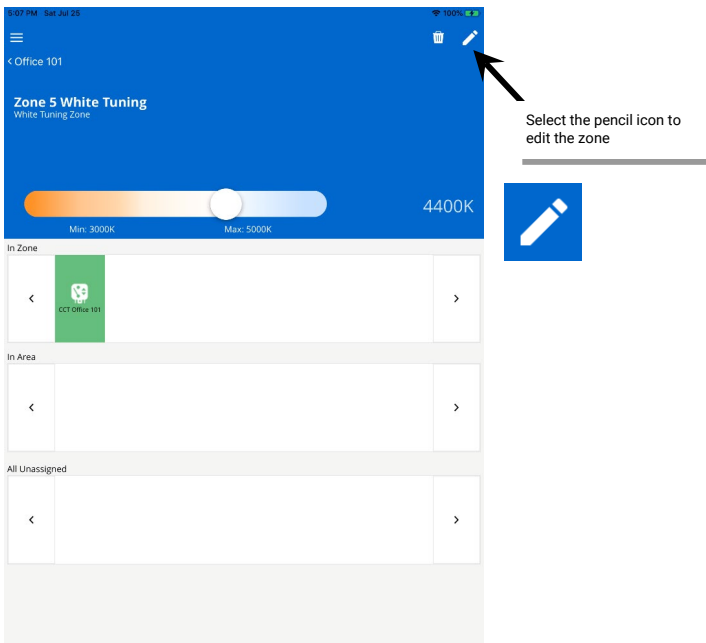 5:07 PM Sat Jul 25
100%
< Office 101
Zone 5 White Tuning
White Tuning Zone
4400K
Min: 3000K
Max: 5000K
In Zone
CCT Office 101
In Area
All Unassigned
Select the pencil icon to
edit the zone